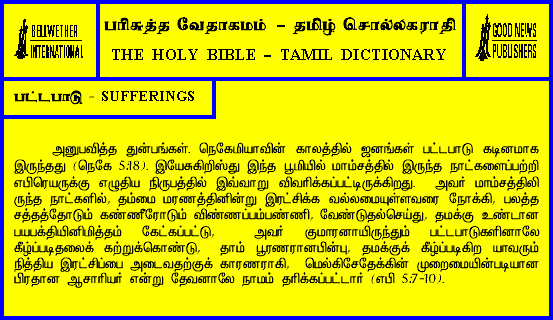 BELLWETHER
INTERNATIONAL
பரிசுத்த வேதாகமம் - தமிழ் சொல்லகராதி
THE HOLY BIBLE - TAMIL DICTIONARY
GOOD NEWS
PUBLISHERS
பட்டபாடு - SUFFERINGS
அனுபவித்த துன்பங்கள். நெகேமியாவின் காலத்தில் ஜனங்கள் பட்டபாடு கடினமாக
இருந்தது (நெகே 5:18). இயேசுகிறிஸ்து இந்த பூமியில் மாம்சத்தில் இருந்த நாட்களைப்பற்றி
எபிரெயருக்கு எழுதிய நிருபத்தில் இவ்வாறு விவரிக்கப்பட்டிருக்கிறது. அவர் மாம்சத்திலி
ருந்த நாட்களில், தம்மை மரணத்தினின்று இரட்சிக்க வல்லமையுள்ளவரை நோக்கி, பலத்த
சத்தத்தோடும் கண்ணீரோடும் விண்ணப்பம்பண்ணி, வேண்டுதல்செய்து, தமக்கு உண்டான
பயபக்தியினிமித்தம் கேட்கப்பட்டு, அவர் குமாரனாயிருந்தும் பட்டபாடுகளினாலே
கீழ்ப்படிதலைக் கற்றுக்கொண்டு, தாம் பூரணரானபின்பு, தமக்குக் கீழ்ப்படிகிற யாவரும்
நித்திய இரட்சிப்பை அடைவதற்குக் காரணராகி, மெல்கிசேதேக்கின் முறைமையின்படியான
பிரதான ஆசாரியர் என்று தேவனாலே நாமம் தரிக்கப்பட்டார் (எபி 5:7-10).